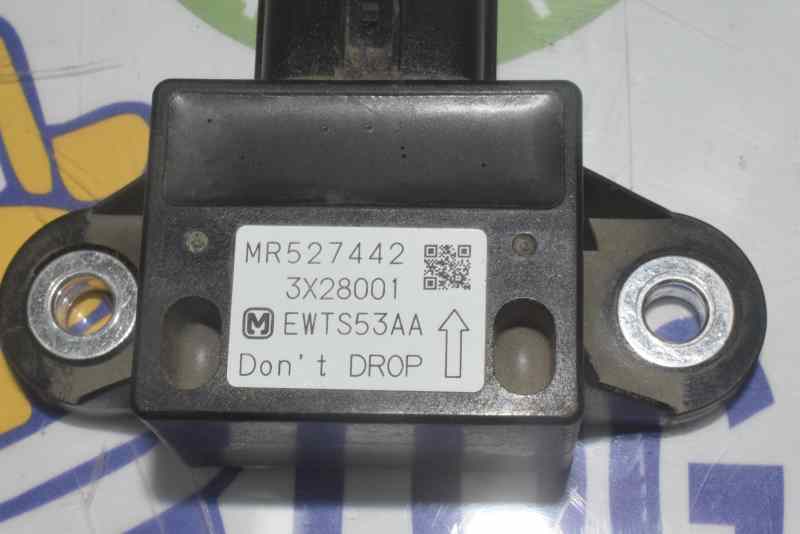 MR527442
3X28001
M EWTS53AA
Don't DROP